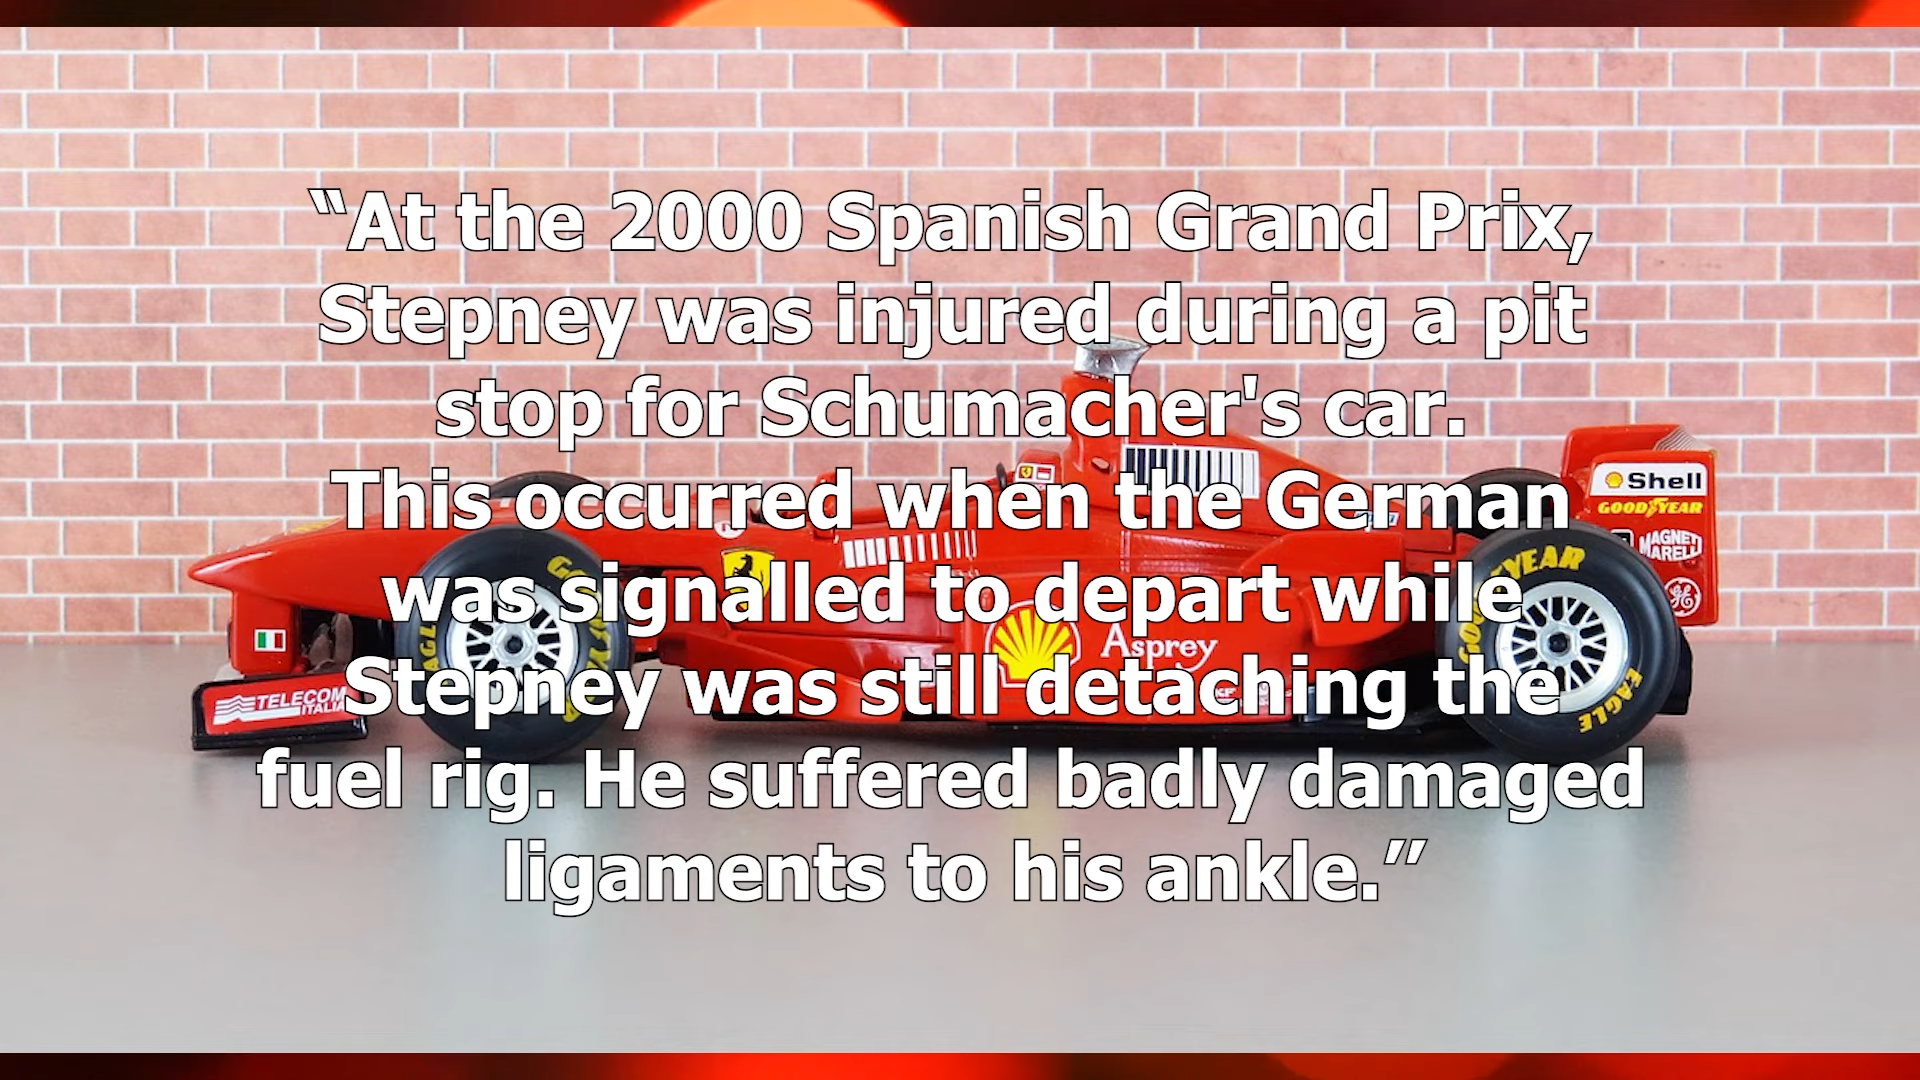 “At the 2000 Spanish Grand Prix,
Stepney was injured during a pit
stop for Schumacher's car.
This occurred when the German
was signalled to depart while
Stepney was still detaching the
fuel rig. He suffered badly damaged
ligaments to his ankle.”
Shell
GOODYEAR
MAGNETI
MARELLI
YEAR
EAGLE
Asprey
TELECOM
ITALIA